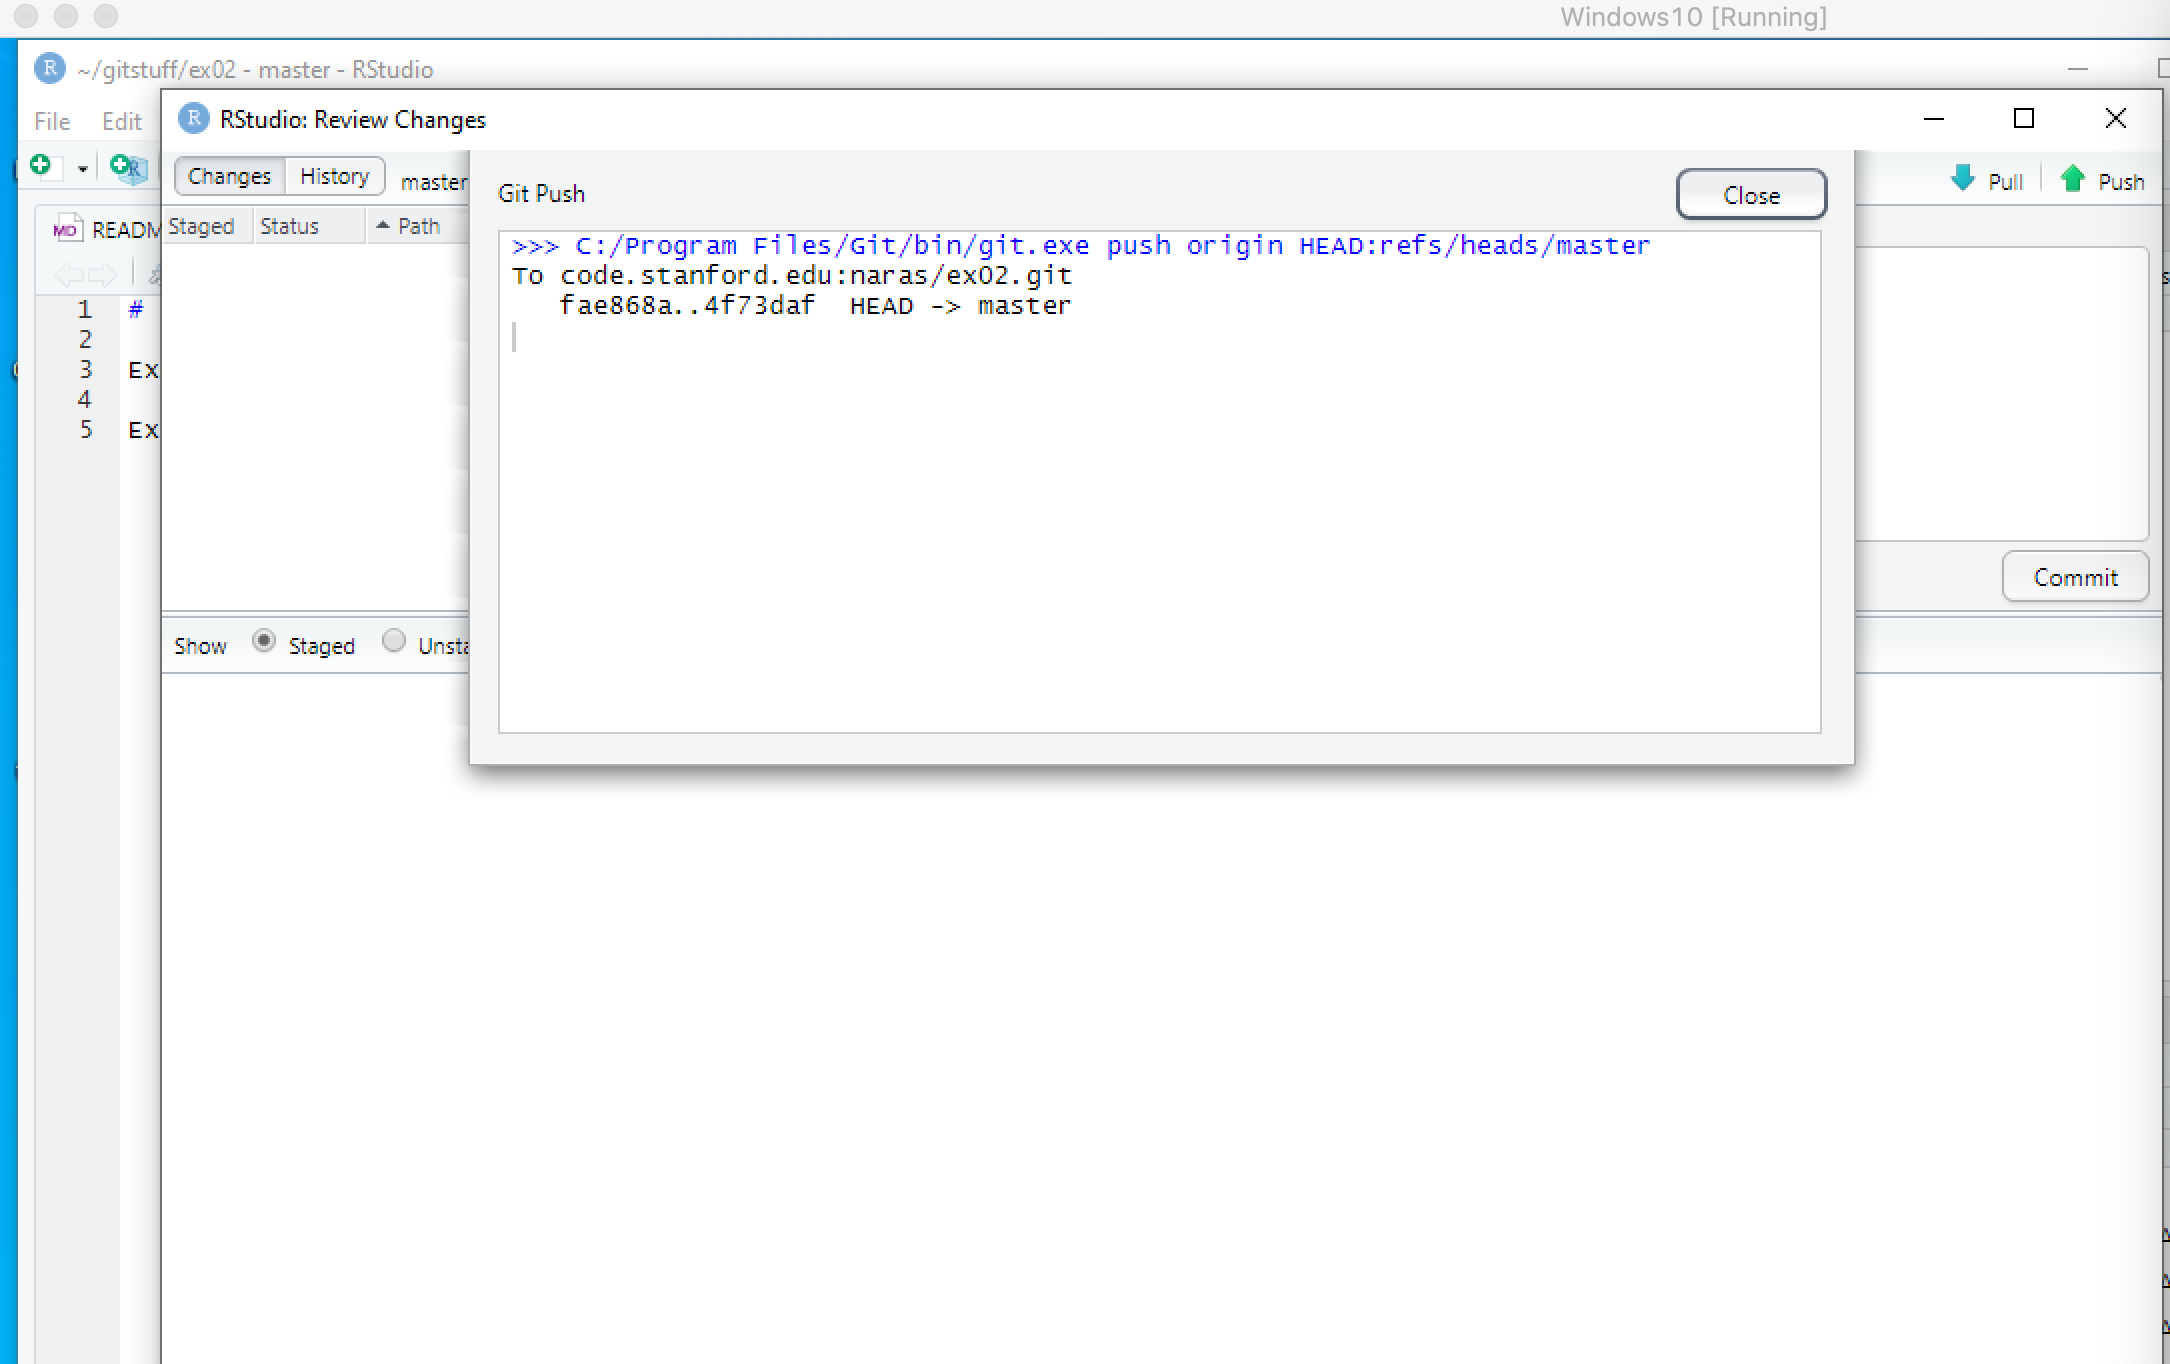 Windows10 [Running]
~/gitstuff/ex02 - master - RStudio
File Edit
RStudio: Review Changes
Changes History master
Pull Push
Git Push
Close
Staged Status Path
>>> C:/Program Files/Git/bin/git.exe push origin HEAD:refs/heads/master
To code.stanford.edu:naras/ex02.git
fae868a..4f73daf HEAD -> master
MD READM
1 #
2
3 Ex
4
5 Ex
Commit
Show Staged Unsta